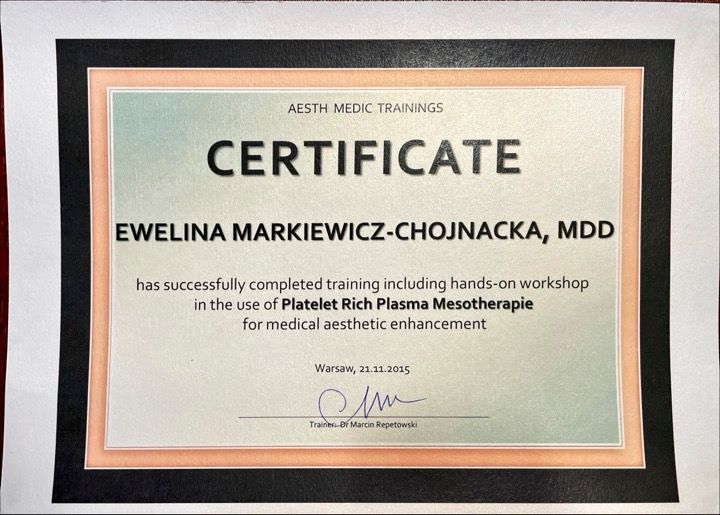 AESTH MEDIC TRAININGS
CERTIFICATE
EWELINA MARKIEWICZ-CHOJNACKA, MDD
has successfully completed training including hands-on workshop
in the use of Platelet Rich Plasma Mesotherapie
for medical aesthetic enhancement
Warsaw, 21.11.2015
Trainer: Dr Marcin Repetowski